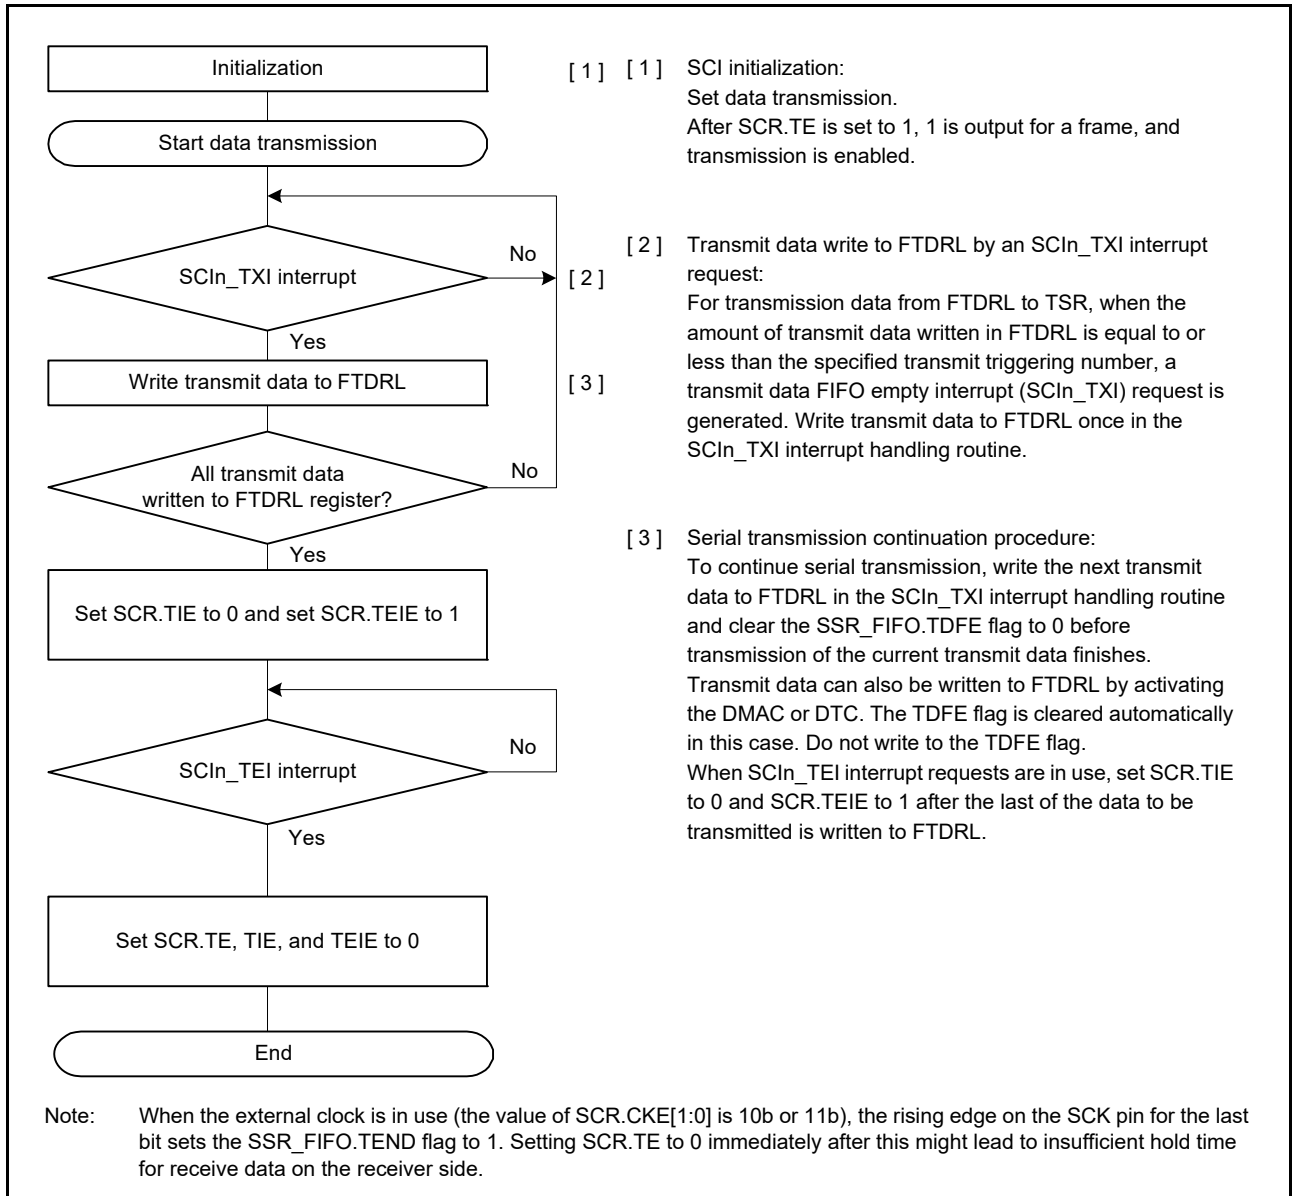 Initialization
Start data transmission
SCIn_TXI interrupt
No
Yes
Write transmit data to FTDRL
All transmit data
written to FTDRL register?
No
Yes
Set SCR.TIE to 0 and set SCR.TEIE to 1
SCIn_TEI interrupt
No
Yes
Set SCR.TE, TIE, and TEIE to 0
End
[ 1 ]
[ 2 ]
[ 3 ]
[ 1 ] SCI initialization:
Set data transmission.
After SCR.TE is set to 1, 1 is output for a frame, and
transmission is enabled.
[ 2 ] Transmit data write to FTDRL by an SCIn_TXI interrupt
request:
For transmission data from FTDRL to TSR, when the
amount of transmit data written in FTDRL is equal to or
less than the specified transmit triggering number, a
transmit data FIFO empty interrupt (SCIn_TXI) request is
generated. Write transmit data to FTDRL once in the
SCIn_TXI interrupt handling routine.
[ 3 ] Serial transmission continuation procedure:
To continue serial transmission, write the next transmit
data to FTDRL in the SCIn_TXI interrupt handling routine
and clear the SSR_FIFO.TDFE flag to 0 before
transmission of the current transmit data finishes.
Transmit data can also be written to FTDRL by activating
the DMAC or DTC. The TDFE flag is cleared automatically
in this case. Do not write to the TDFE flag.
When SCIn_TEI interrupt requests are in use, set SCR.TIE
to 0 and SCR.TEIE to 1 after the last of the data to be
transmitted is written to FTDRL.
Note: When the external clock is in use (the value of SCR.CKE[1:0] is 10b or 11b), the rising edge on the SCK pin for the last
bit sets the SSR_FIFO.TEND flag to 1. Setting SCR.TE to 0 immediately after this might lead to insufficient hold time
for receive data on the receiver side.